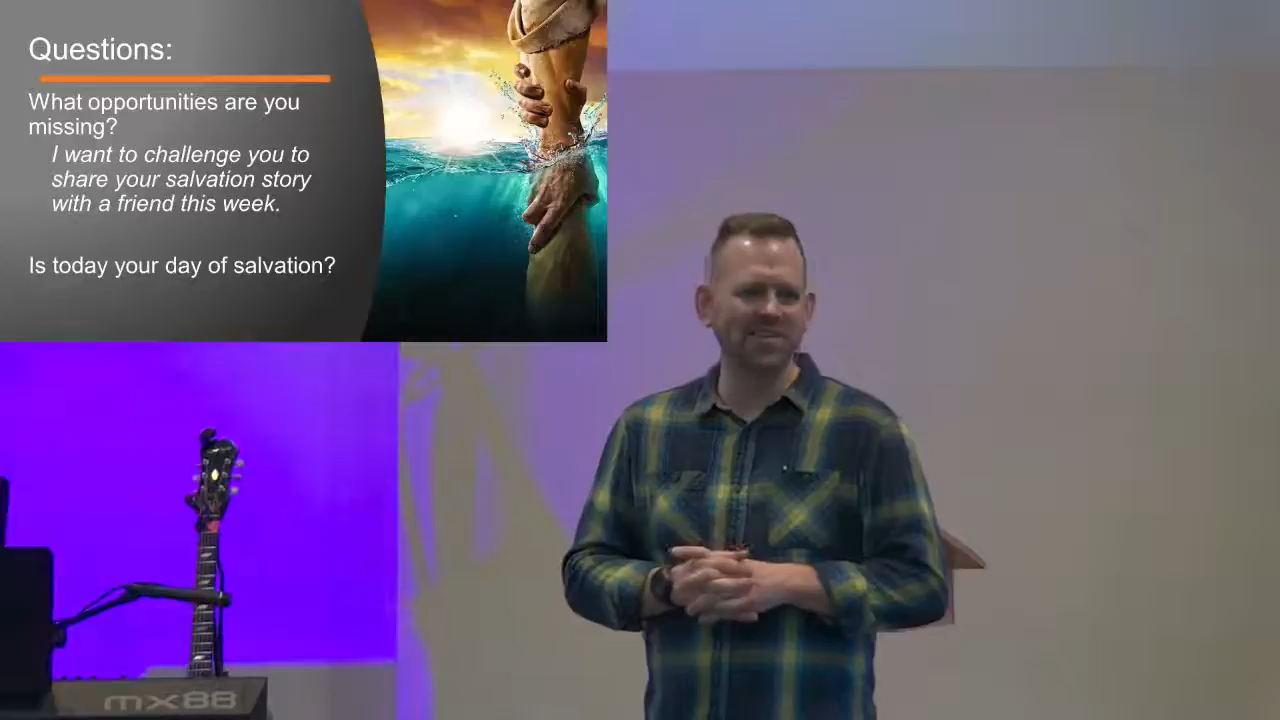 Questions:
What opportunities are you
missing?
I want to challenge you to
share your salvation story
with a friend this week.
Is today your day of salvation?
mx88